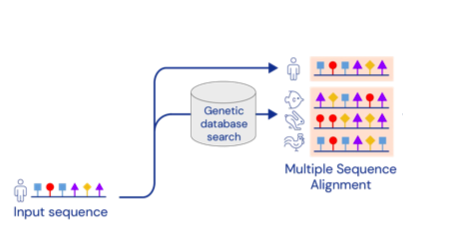 Genetic
database
search
Multiple Sequence
Alignment
Input sequence